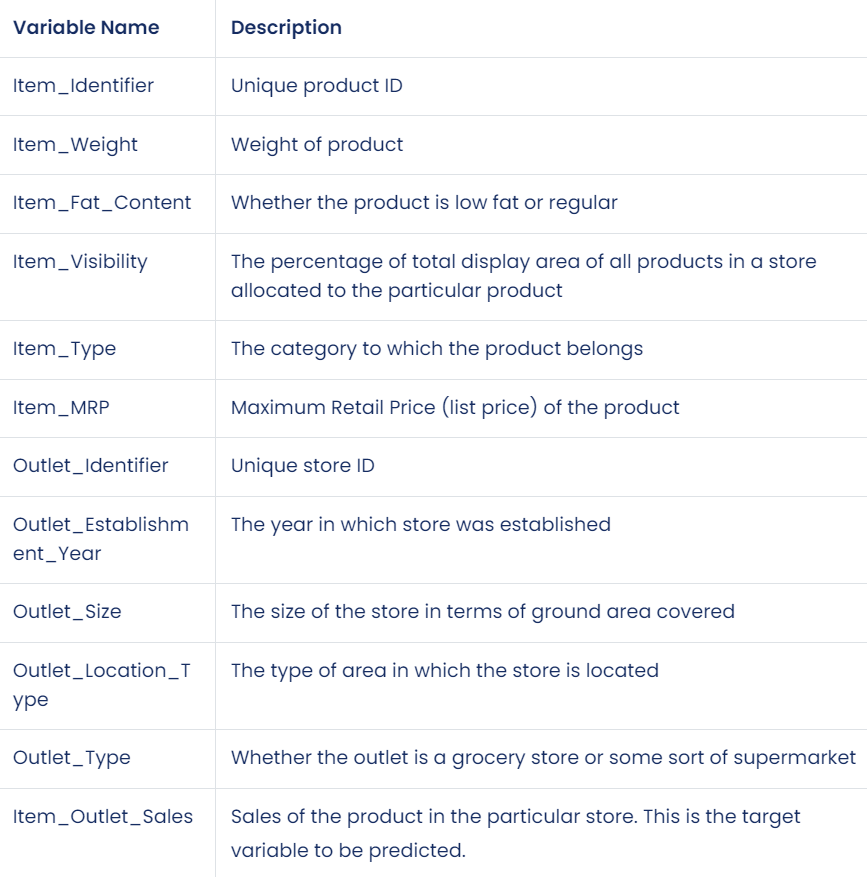 Variable Name Description
Item_Identifier Unique product ID
Item_Weight Weight of product
Item_Fat_Content Whether the product is low fat or regular
Item_Visibility The percentage of total display area of all products in a store
allocated to the particular product
Item_Type The category to which the product belongs
Item_MRP Maximum Retail Price (list price) of the product
Outlet_Identifier Unique store ID
Outlet_Establishm The year in which store was established
ent_Year
Outlet_Size The size of the store in terms of ground area covered
Outlet_Location_T The type of area in which the store is located
ype
Outlet_Type Whether the outlet is a grocery store or some sort of supermarket
Item_Outlet_Sales Sales of the product in the particular store. This is the target
variable to be predicted.